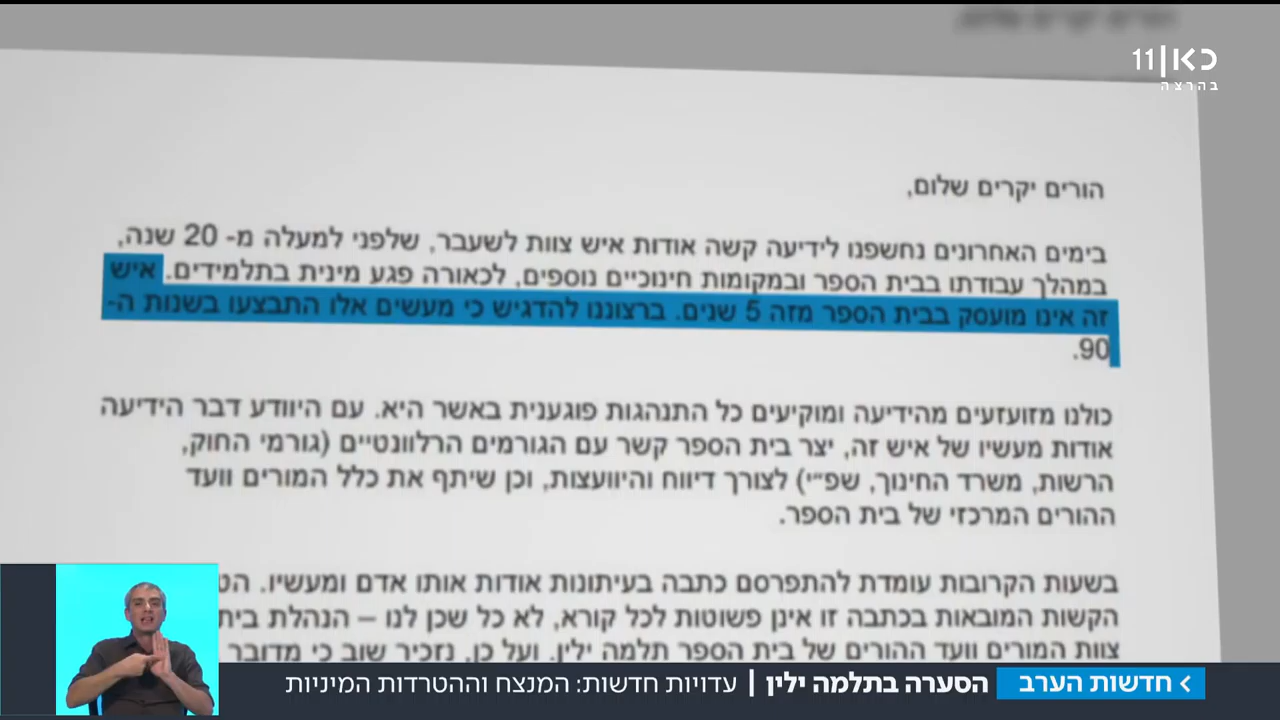 כאן 11
בהרצה
הורים יקרים שלום,
בימים האחרונים נחשפנו לידיעה קשה אודות איש צוות לשעבר, שלפני למעלה מ- 20 שנה,
במהלך עבודתו בבית הספר ובמקומות חינוכיים נוספים, לכאורה פגע מינית בתלמידים. איש
זה אינו מועסק בבית הספר מזה 5 שנים. ברצוננו להדגיש כי מעשים אלו התבצעו בשנות ה-
90.
כולנו מזועזעים מהידיעה ומוקיעים כל התנהגות פוגענית באשר היא. עם היוודע דבר הידיעה
אודות מעשיו של איש זה, יצר בית הספר קשר עם הגורמים הרלוונטיים (גורמי החוק,
הרשות, משרד החינוך, שפ״י) לצורך דיווח והיוועצות, וכן שיתף את כלל המורים וועד
ההורים המרכזי של בית הספר.
בשעות הקרובות עומדת להתפרסם כתבה בעיתונות אודות אותו אדם ומעשיו.
הקשות המובאות בכתבה זו אינן פשוטות לכל קורא, לא כל שכן לנו – הנהלת בית
צוות המורים וועד ההורים של בית הספר תלמה ילין. ועל כן, נזכיר שוב כי מדובר
חדשות הערב הסערה בתלמה ילין | עדויות חדשות: המנצח וההטרדות המיניות